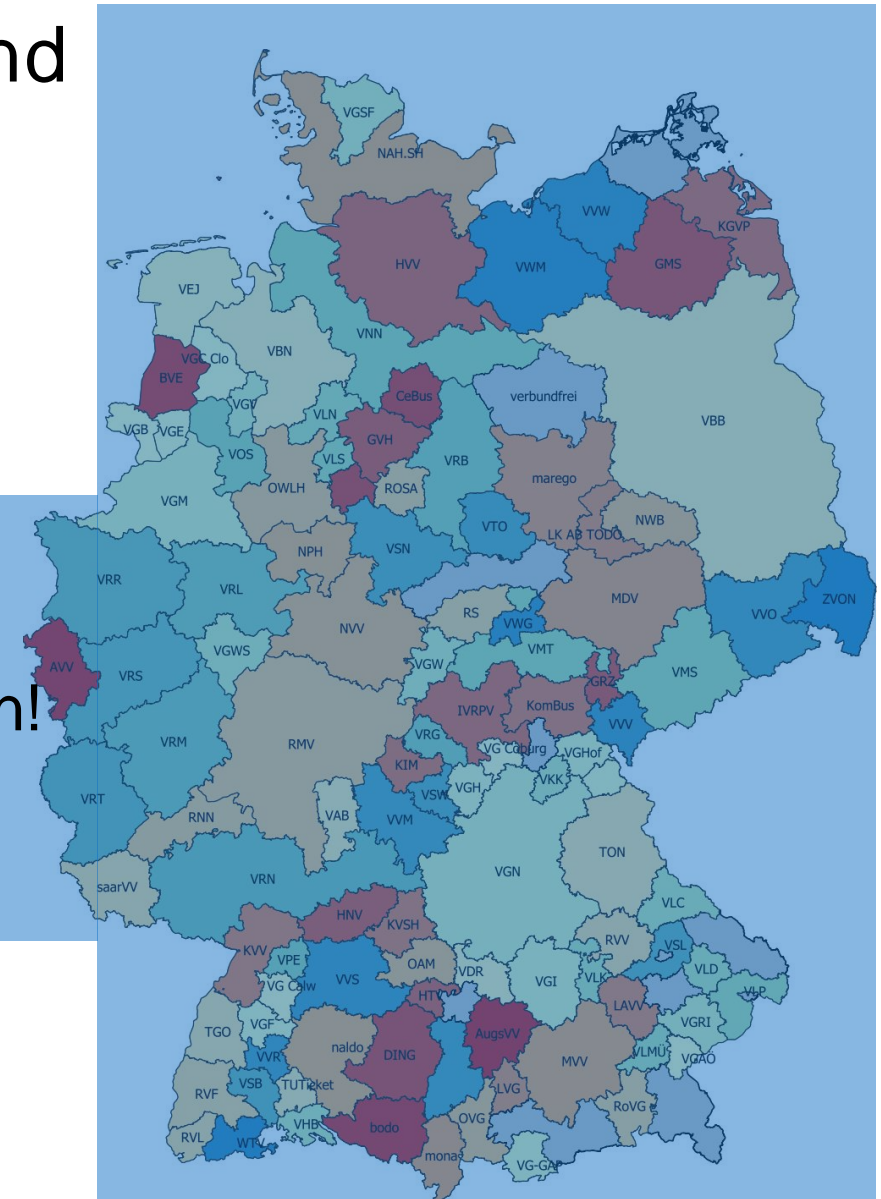 nd
VGSF
NAH.SH
VVW
KGVP
HVV
VWM
GMS
VEJ
VNN
VBN
VGC Clo
BVE
CeBus
verbundfrei
VGV
VLN
VBB
VGB
VGE
GVH
VOS
VLS
VRB
marego
OWLH
ROSA
VGM
NWB
VTO
LK AB TODO
VSN
NPH
VRR
VRL
MDV
ZVON
RS
VVO
VWG
NVV
VMT
VGWS
VGW
AVV
VRS
VMS
GRZ
n!
IVRPV
KomBus
VVV
VRG
VRM
RMV
VG Coburg
VGHof
KIM
VKK
VGH
VSW
VRT
RNN
VAB
VVM
TON
VGN
VRN
saarVV
VLC
HNV
KVSH
RVV
VSL
KVV
VPE
OAM
VDR
VLD
VVS
VGI
VLK
VG Calw
HTV
VLP
LAVV
VGF
VGRI
TGO
AugsVV
naldo
VLMÜ
VVR
DING
VGAÖ
MVV
VSB
TUTicket
LVG
RVF
RoVG
OVG
VHB
bodo
RVL
WTV
mona
VG-GAP